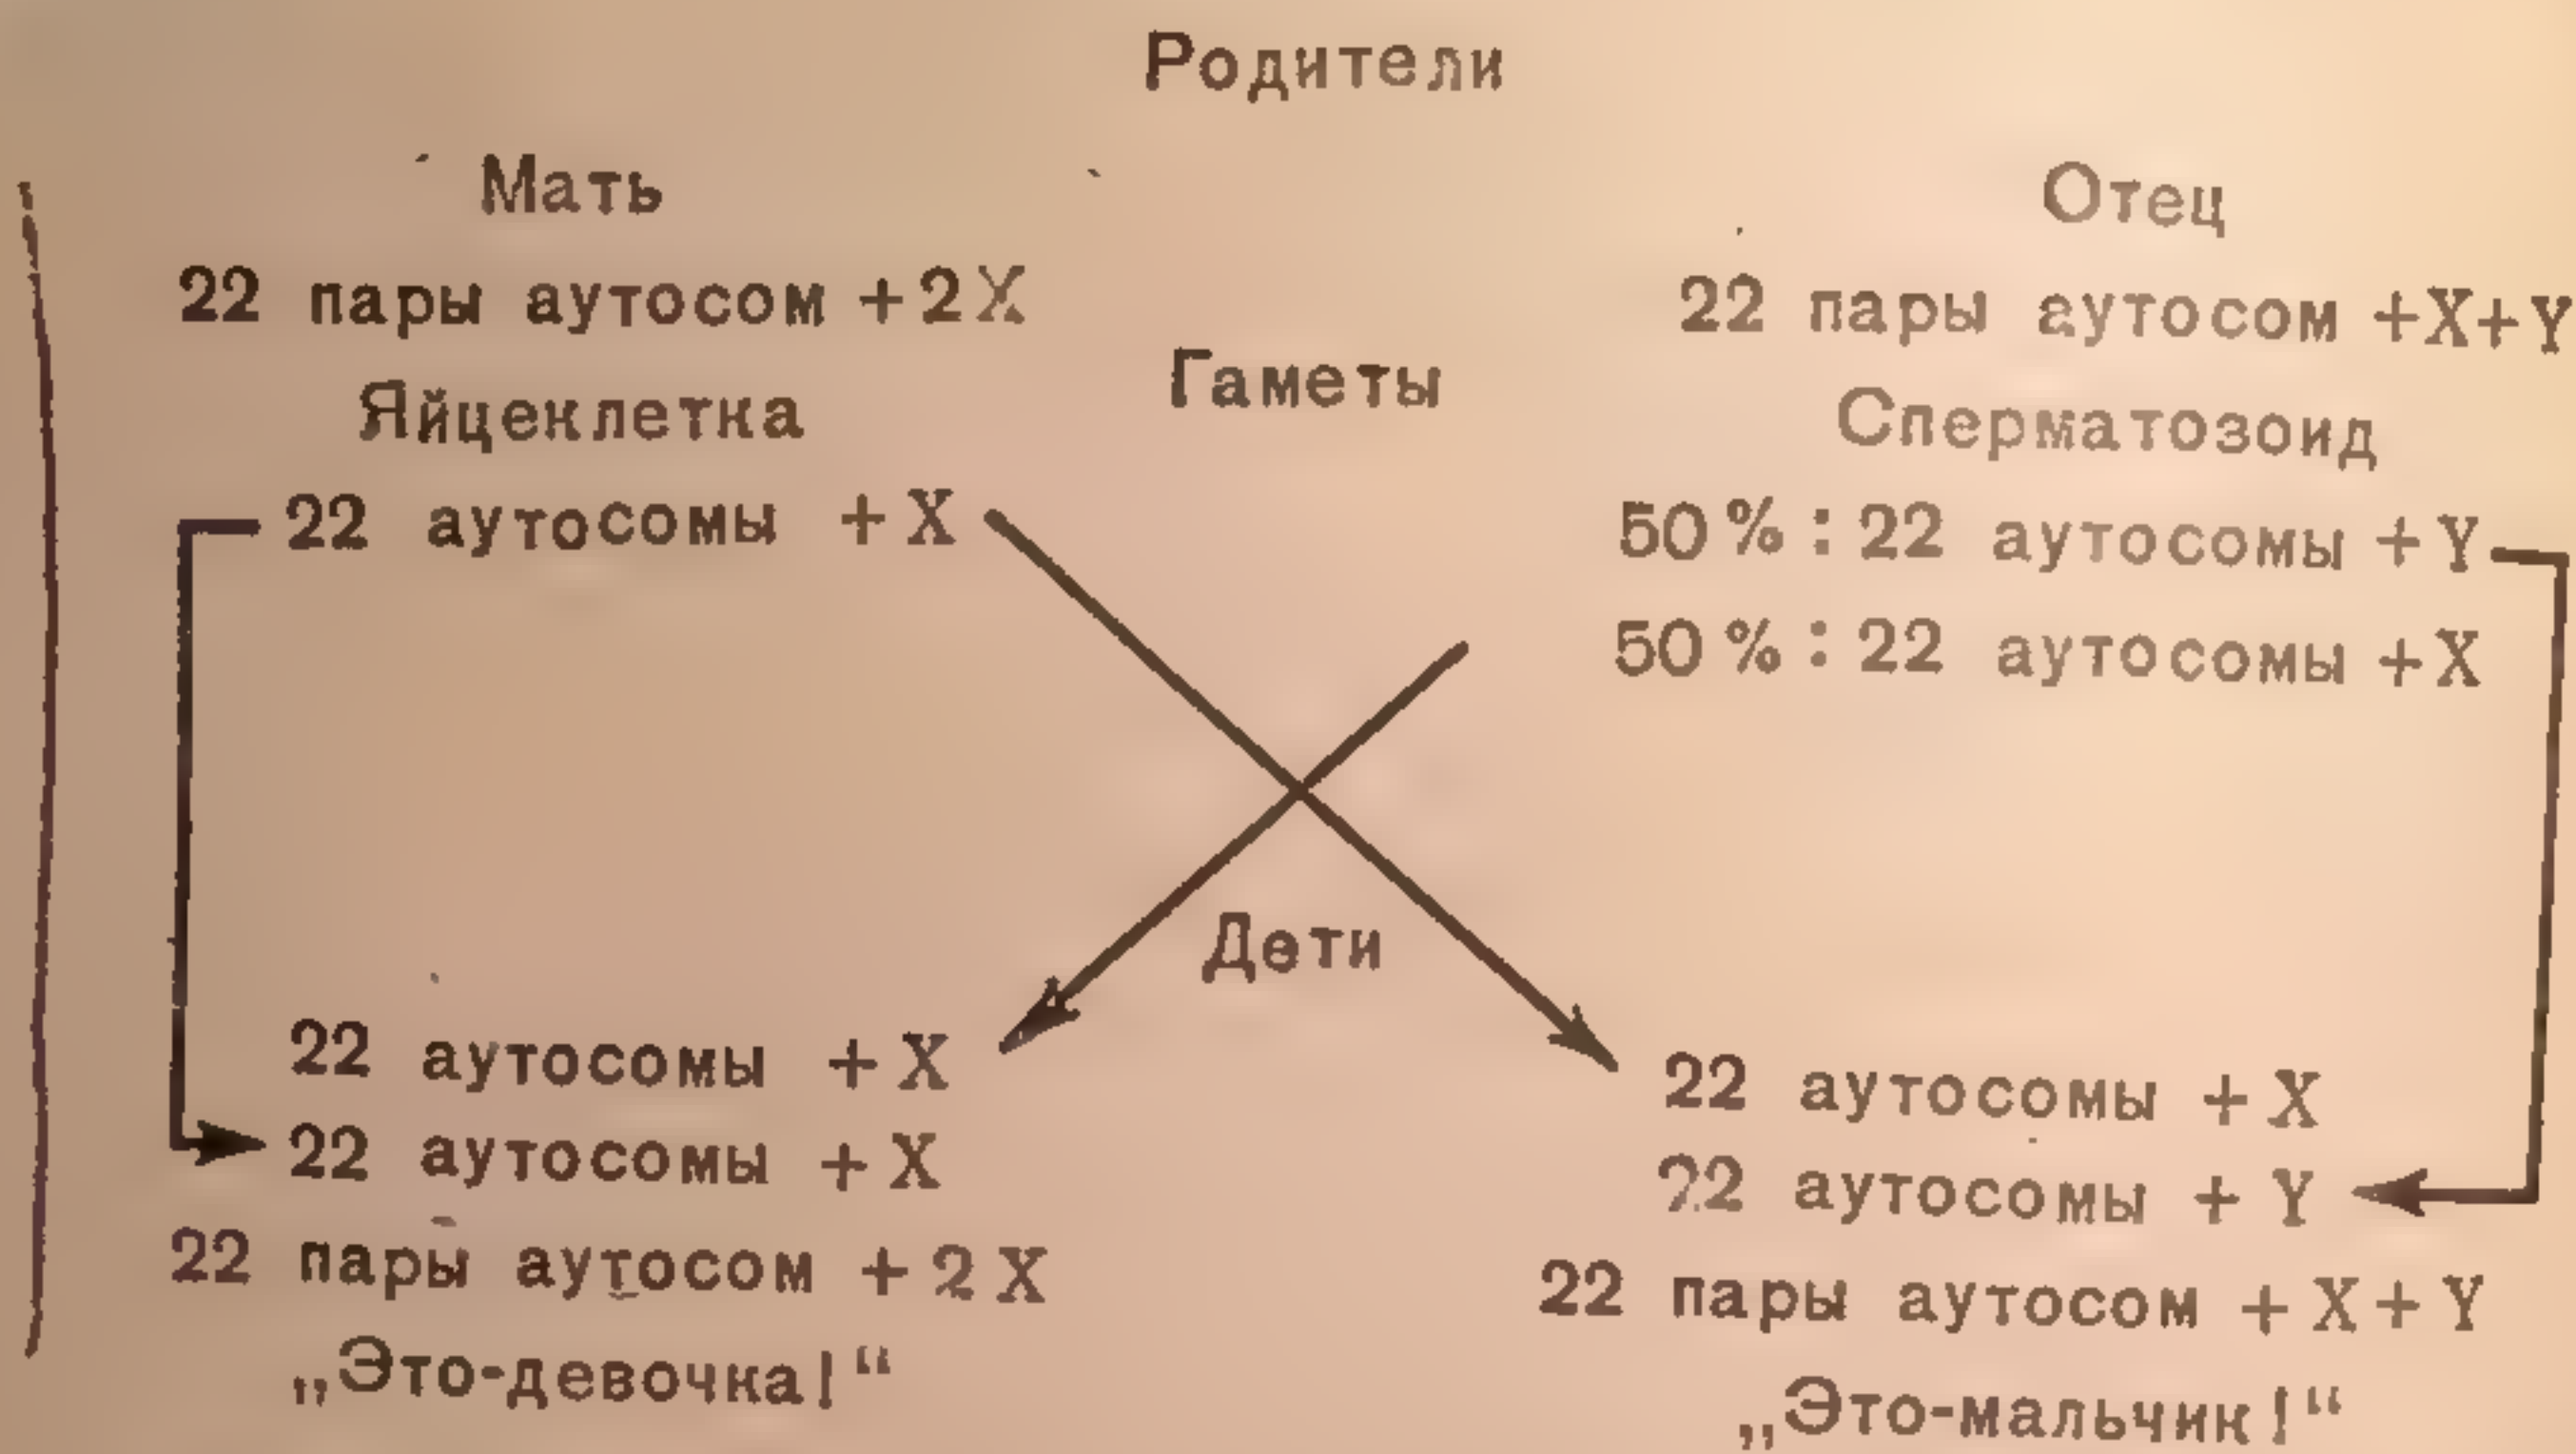 Родители
Мать
Отец
22 пары аутосом +2X
22 пары аутосом +X+Y
Гаметы
Яйцеклетка
Сперматозоид
22 аутосомы +X
50%:22 аутосомы +Y
50%:22 аутосомы +X
Дети
22 аутосомы +X
22 аутосомы +X
22 аутосомы +X
22 аутосомы + Y
22 пары аутосом +2X
22 пары аутосом +X+Y
„Это-девочка!“
„Это-мальчик!“